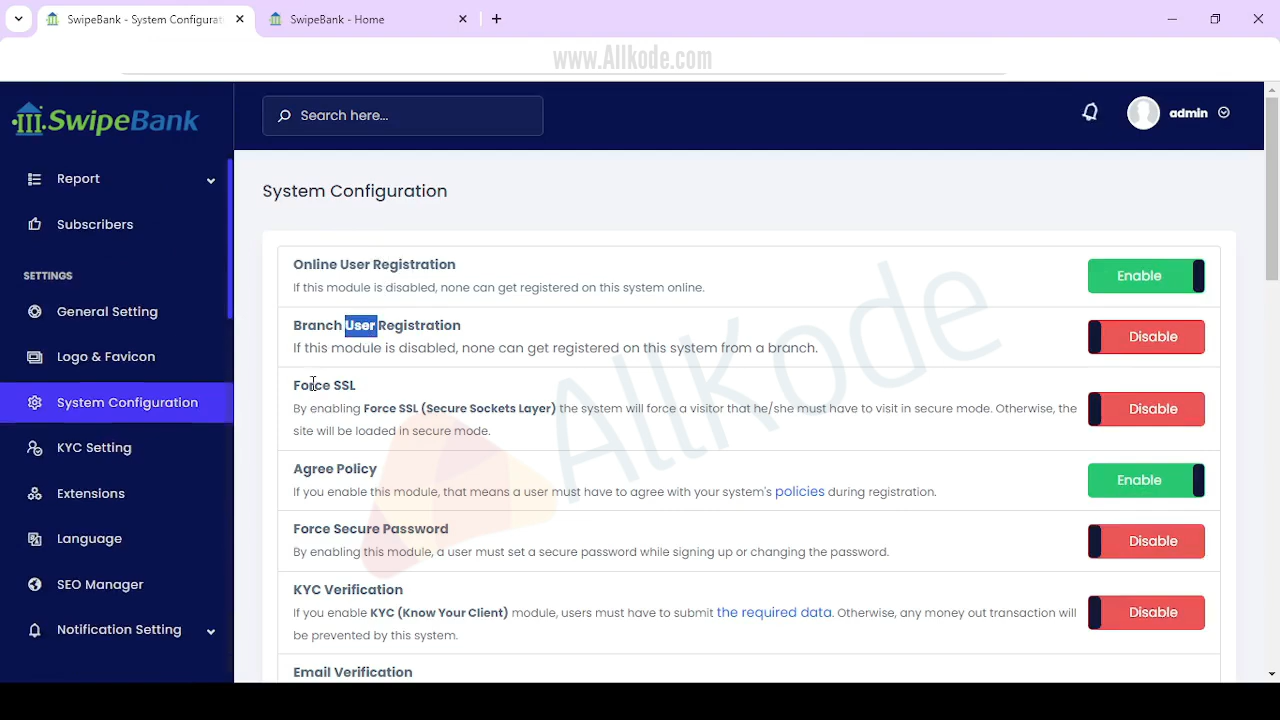 SwipeBank - System Configurat
SwipeBank - Home
www.Allkode.com
SwipeBank
Search here...
admin
Report
Subscribers
SETTINGS
General Setting
Logo & Favicon
System Configuration
KYC Setting
Extensions
Language
SEO Manager
Notification Setting
System Configuration
Online User Registration
If this module is disabled, none can get registered on this system online.
Enable
Branch User Registration
If this module is disabled, none can get registered on this system from a branch.
Disable
Force SSL
By enabling Force SSL (Secure Sockets Layer) the system will force a visitor that he/she must have to visit in secure mode. Otherwise, the
site will be loaded in secure mode.
Disable
Agree Policy
If you enable this module, that means a user must have to agree with your system's policies during registration.
Enable
Force Secure Password
By enabling this module, a user must set a secure password while signing up or changing the password.
Disable
KYC Verification
If you enable KYC (Know Your Client) module, users must have to submit the required data. Otherwise, any money out transaction will
be prevented by this system.
Disable
Email Verification
AllKode